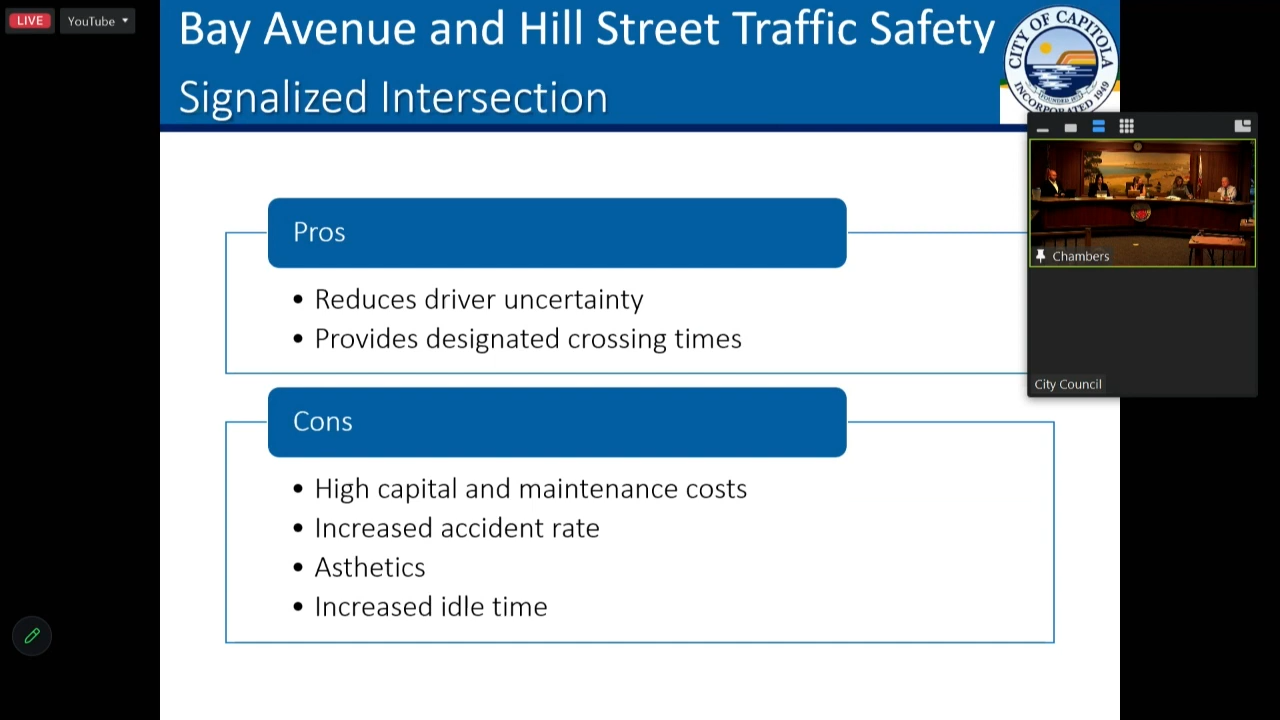 LIVE
YouTube
Bay Avenue and Hill Street Traffic Safety
Signalized Intersection
CITY OF CAPITOLA
INCORPORATED 1949
Pros
• Reduces driver uncertainty
• Provides designated crossing times
Chambers
City Council
Cons
• High capital and maintenance costs
• Increased accident rate
• Asthetics
• Increased idle time